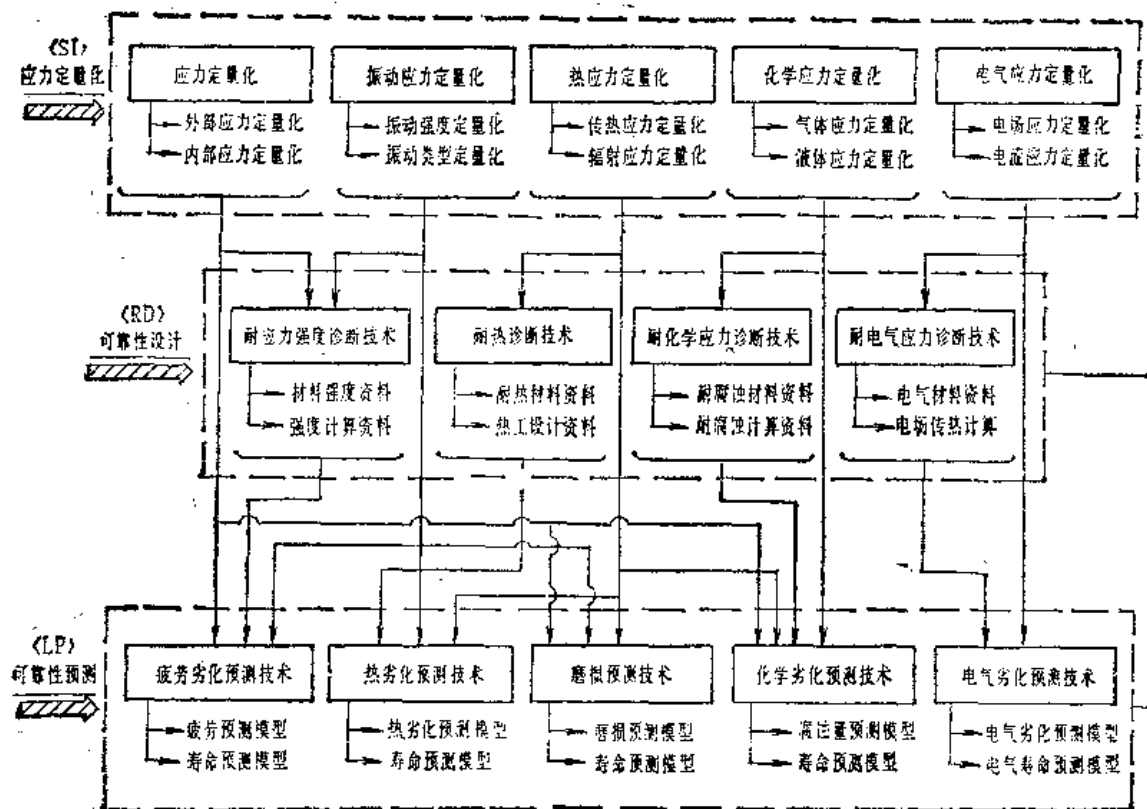 〈SI〉
应力定量化
应力定量化
振动应力定量化
热应力定量化
化学应力定量化
电气应力定量化
外部应力定量化
内部应力定量化
振动强度定量化
振动类型定量化
传热应力定量化
辐射应力定量化
气体应力定量化
液体应力定量化
电场应力定量化
电流应力定量化
〈RD〉
可靠性设计
耐应力强度诊断技术
耐热诊断技术
耐化学应力诊断技术
耐电气应力诊断技术
材料强度资料
强度计算资料
耐热材料资料
热工设计资料
耐腐蚀材料资料
耐腐蚀计算资料
电气材料资料
电场传热计算
〈LP〉
可靠性预测
疲劳劣化预测技术
热劣化预测技术
磨损预测技术
化学劣化预测技术
电气劣化预测技术
疲劳预测模型
寿命预测模型
热劣化预测模型
寿命预测模型
磨损预测模型
寿命预测模型
量预测模型
寿命预测模型
电气劣化预测模型
电气寿命预测模型